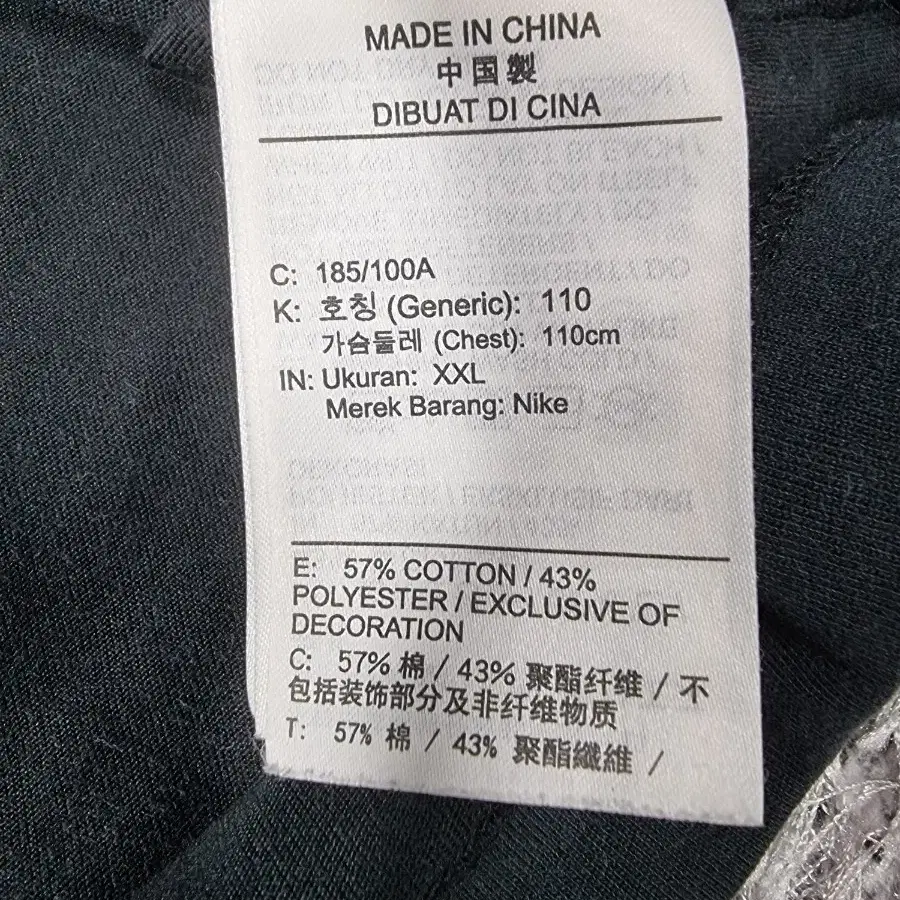 MADE IN CHINA
中国製
DIBUAT DI CINA
C: 185/100A
K: 호칭 (Generic): 110
가슴둘레 (Chest): 110cm
IN: Ukuran: XXL
Merek Barang: Nike
E: 57% COTTON / 43%
POLYESTER / EXCLUSIVE OF
DECORATION
C: 57% 棉 / 43% 聚酯纤维 / 不
包括装饰部分及非纤维物质
T: 57% 棉 / 43% 聚酯纖維 /